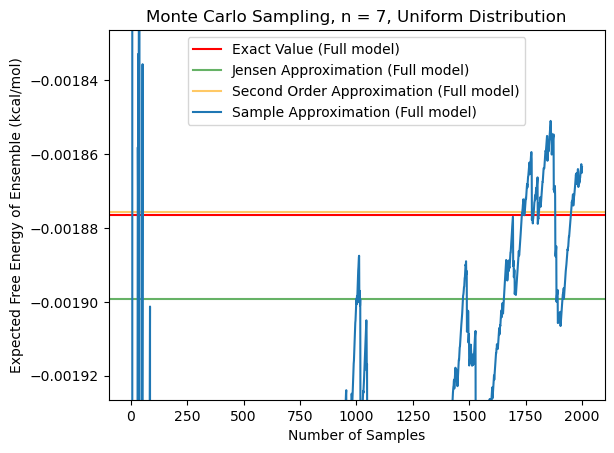 Monte Carlo Sampling, n = 7, Uniform Distribution
Exact Value (Full model)
Jensen Approximation (Full model)
Second Order Approximation (Full model)
Sample Approximation (Full model)
Expected Free Energy of Ensemble (kcal/mol)
−0.00184
−0.00186
−0.00188
−0.00190
−0.00192
0 250 500 750 1000 1250 1500 1750 2000
Number of Samples